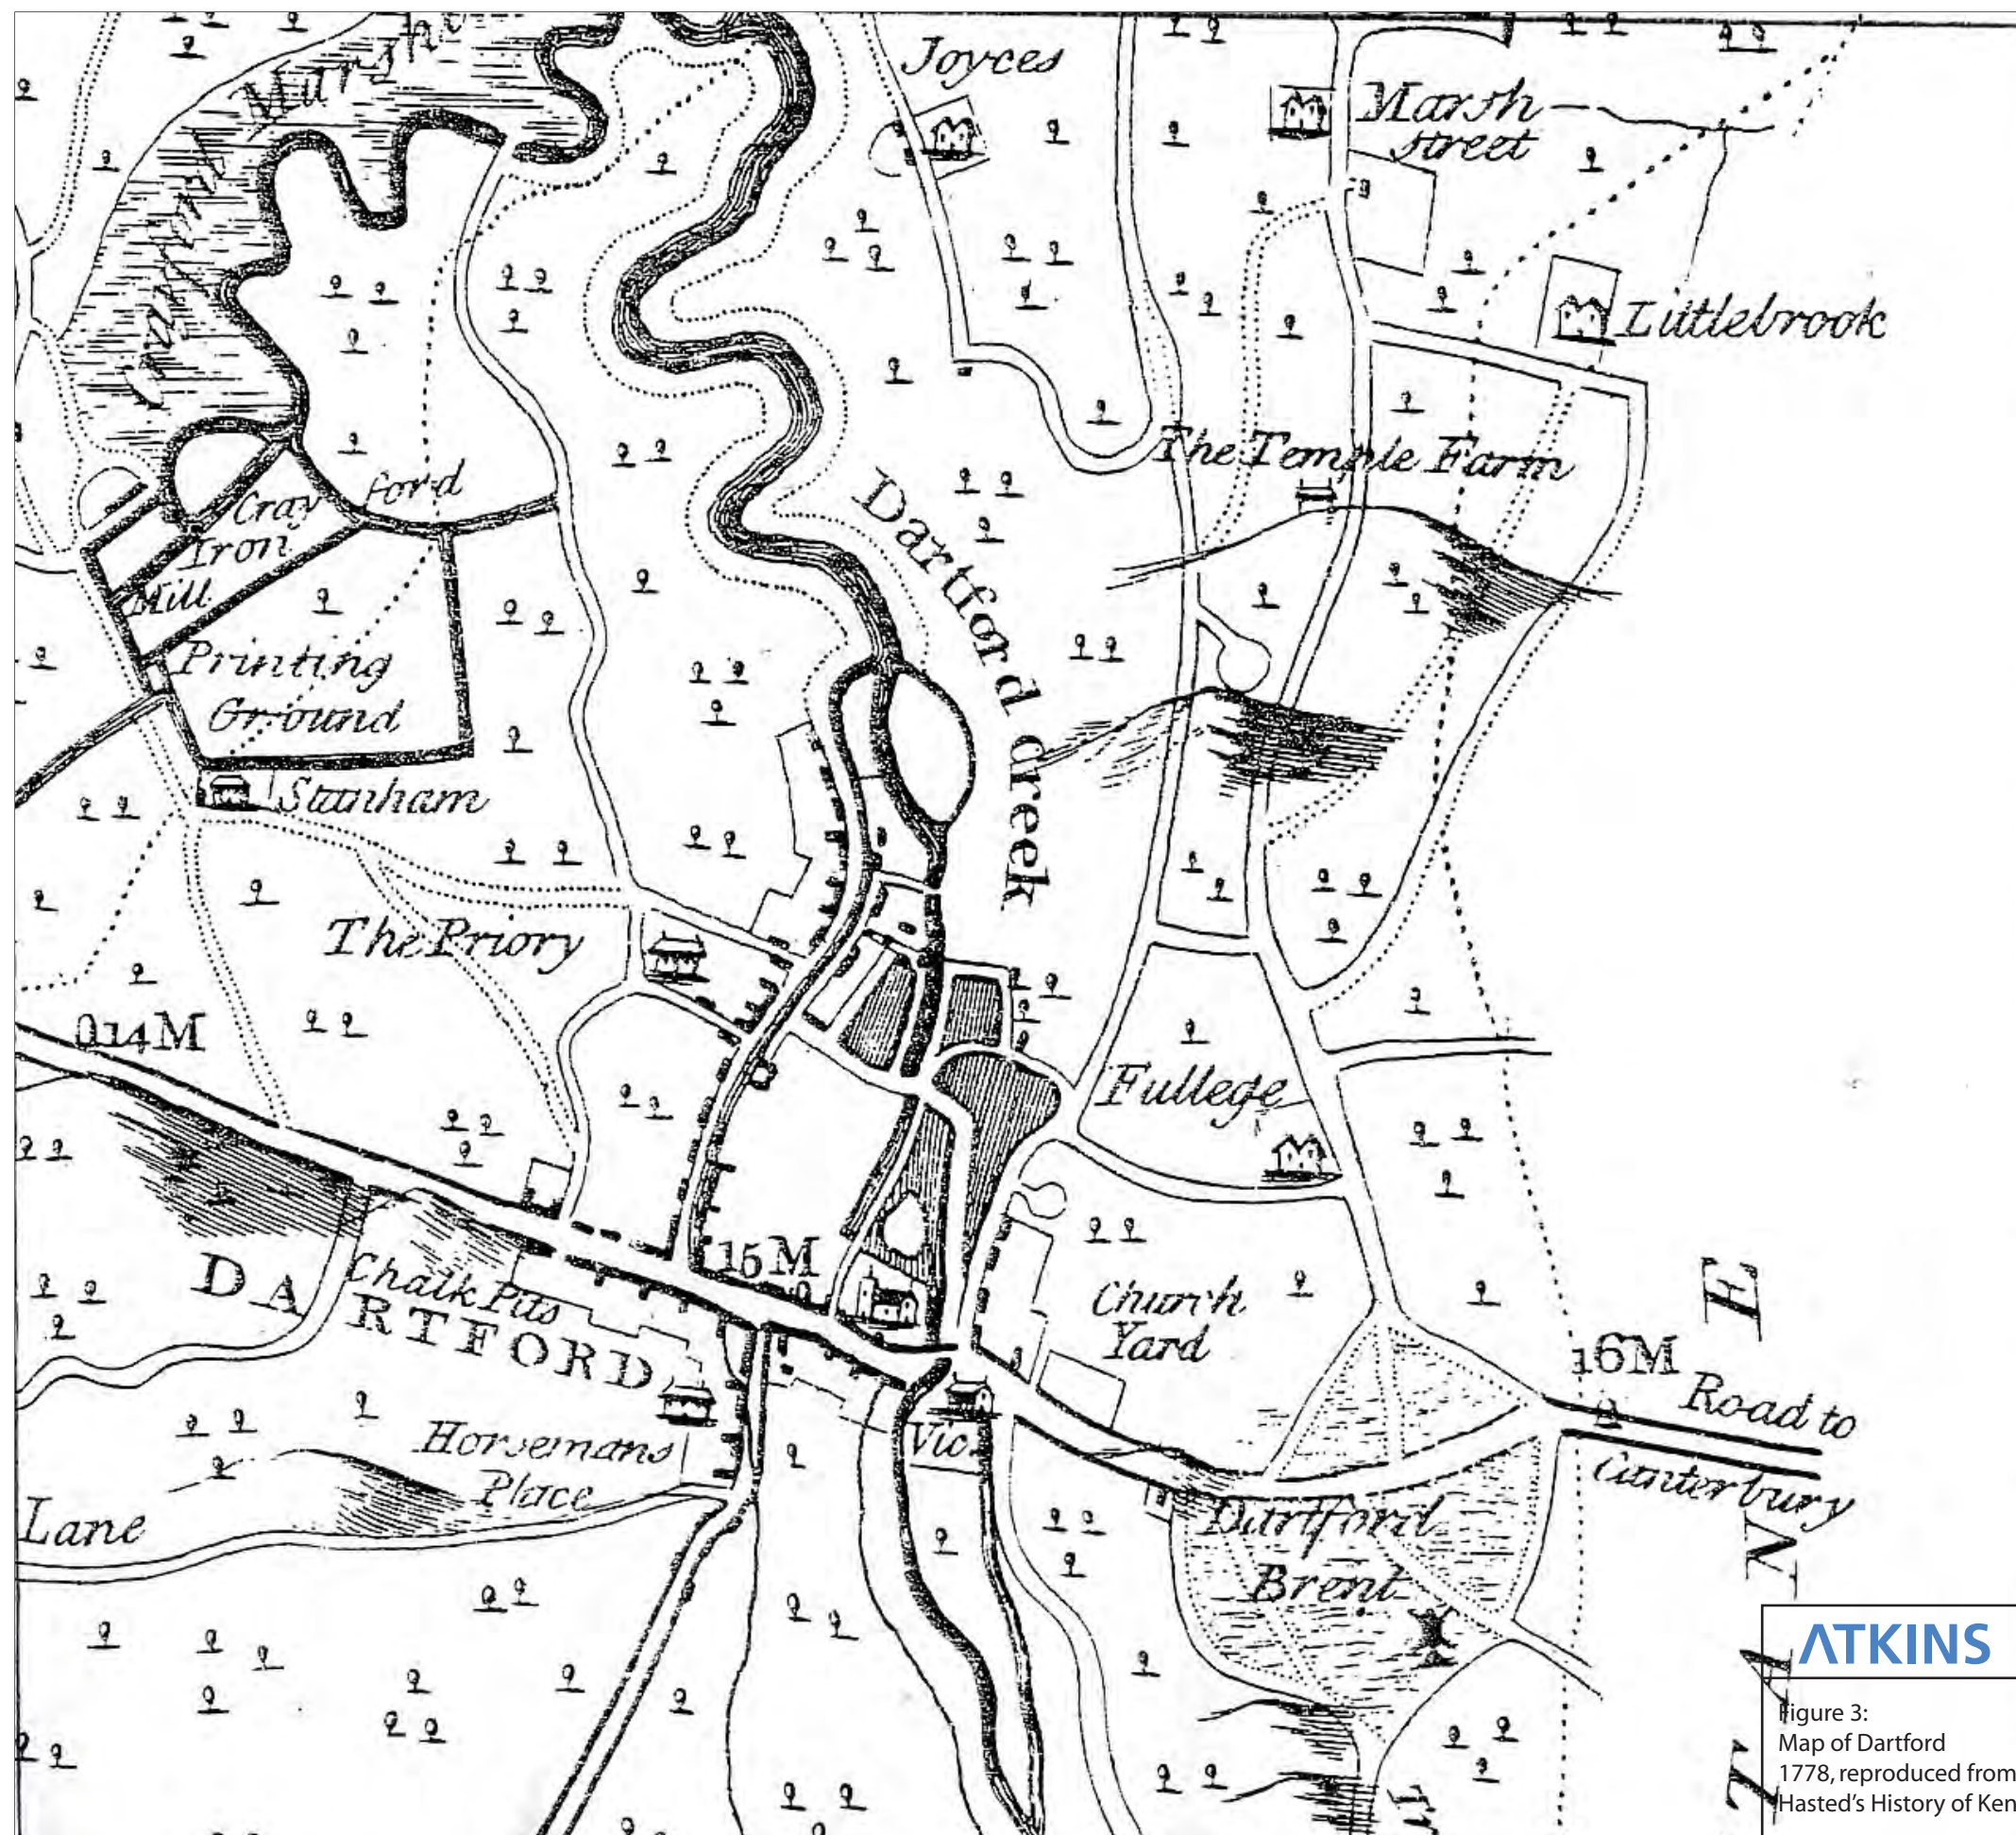 Marsh
Joyces
Marsh
street
Littlebrook
The Temple Farm
Cray
ford
Iron
Mill
Dartford creek
Printing
Ground
Stanham
The Priory
14M
Fullege
DARTFORD
Chalk Pits
15M
Church
Yard
E
16M
Road to
Canterbury
Horsemans
Place
Vic.
Lane
Dartford
Brent
N
I
T
ATKINS
Figure 3:
Map of Dartford
1778, reproduced from
Hasted's History of Ken